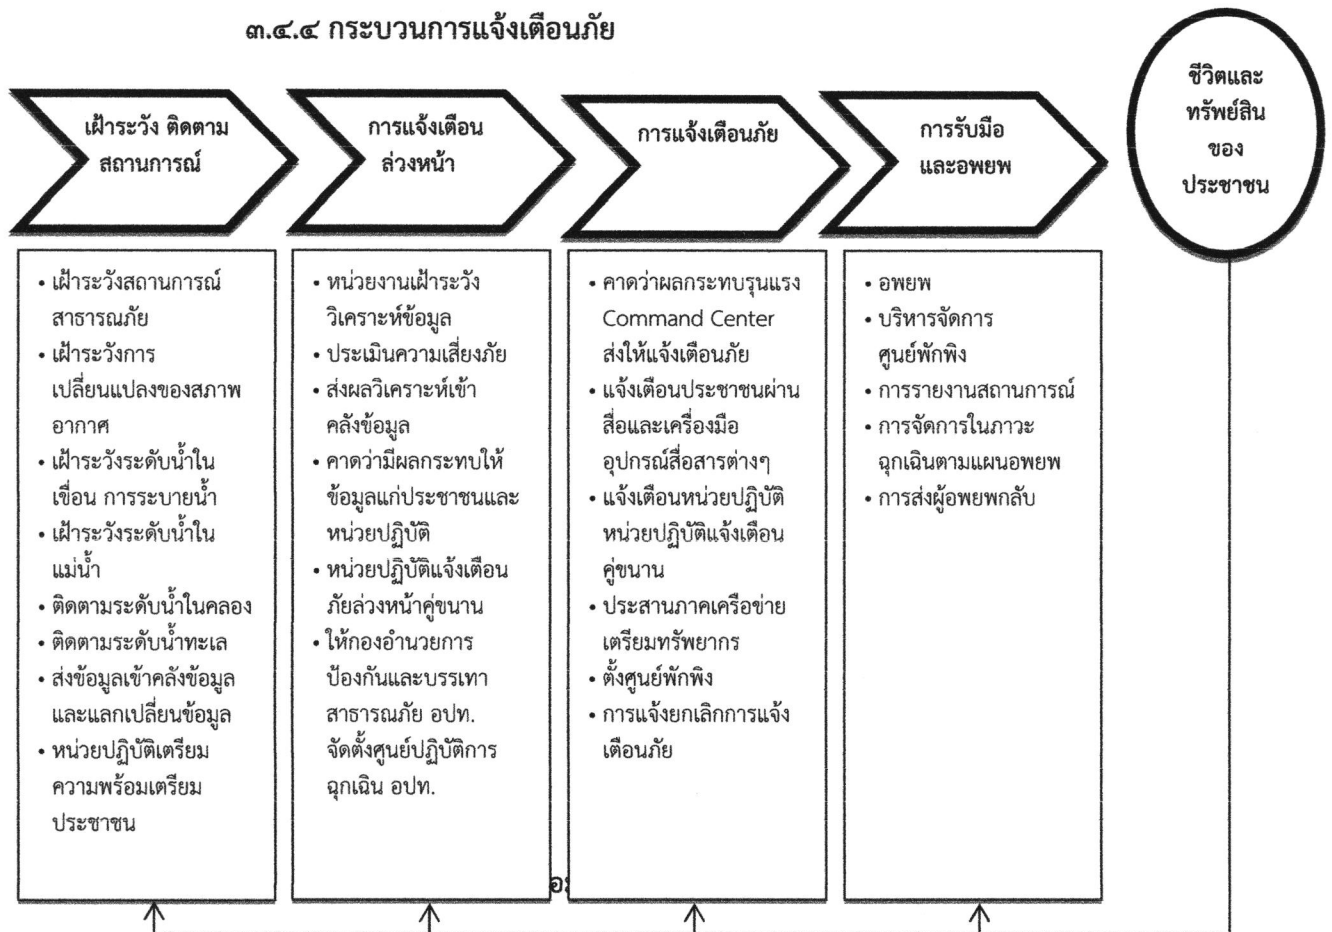 ๓.๔.๔ กระบวนการแจ้งเตือนภัย
เฝ้าระวัง ติดตาม
สถานการณ์
การแจ้งเตือน
ล่วงหน้า
การแจ้งเตือนภัย
การรับมือ
และอพยพ
ชีวิตและ
ทรัพย์สิน
ของ
ประชาชน
• เฝ้าระวังสถานการณ์
สาธารณภัย
• เฝ้าระวังการ
เปลี่ยนแปลงของสภาพ
อากาศ
• เฝ้าระวังระดับน้ำใน
เขื่อน การระบายน้ำ
• เฝ้าระวังระดับน้ำใน
แม่น้ำ
• ติดตามระดับน้ำในคลอง
• ติดตามระดับน้ำทะเล
• ส่งข้อมูลเข้าคลังข้อมูล
และแลกเปลี่ยนข้อมูล
• หน่วยปฏิบัติเตรียม
ความพร้อมเตรียม
ประชาชน
• หน่วยงานเฝ้าระวัง
วิเคราะห์ข้อมูล
• ประเมินความเสี่ยงภัย
• ส่งผลวิเคราะห์เข้า
คลังข้อมูล
• คาดว่ามีผลกระทบให้
ข้อมูลแก่ประชาชนและ
หน่วยปฏิบัติ
• หน่วยปฏิบัติแจ้งเตือน
ภัยล่วงหน้าคู่ขนาน
• ให้กองอำนวยการ
ป้องกันและบรรเทา
สาธารณภัย อปท.
จัดตั้งศูนย์ปฏิบัติการ
ฉุกเฉิน อปท.
• คาดว่าผลกระทบรุนแรง
Command Center
ส่งให้แจ้งเตือนภัย
• แจ้งเตือนประชาชนผ่าน
สื่อและเครื่องมือ
อุปกรณ์สื่อสารต่างๆ
• แจ้งเตือนหน่วยปฏิบัติ
หน่วยปฏิบัติแจ้งเตือน
คู่ขนาน
• ประสานภาคเครือข่าย
เตรียมทรัพยากร
• ตั้งศูนย์พักพิง
• การแจ้งยกเลิกการแจ้ง
เตือนภัย
• อพยพ
• บริหารจัดการ
ศูนย์พักพิง
• การรายงานสถานการณ์
• การจัดการในภาวะ
ฉุกเฉินตามแผนอพยพ
• การส่งผู้อพยพกลับ